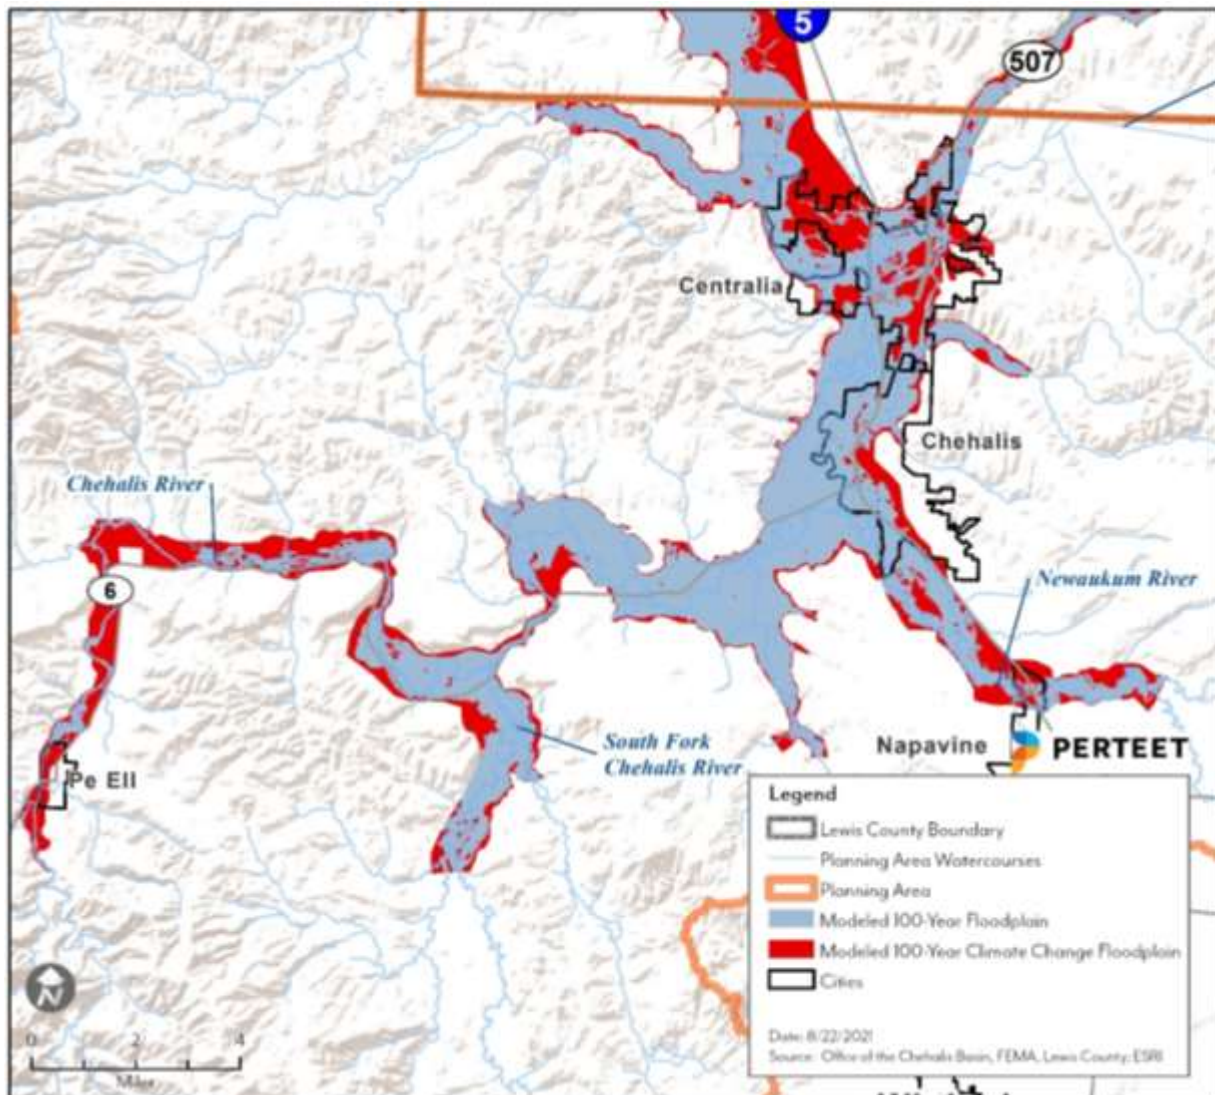 5
507
Centralia
Chehalis
Chehalis River
6
Newaukum River
South Fork
Chehalis River
Napavine
PERTEET
Pe Ell
Legend
Lewis County Boundary
Planning Area Watercourses
Planning Area
Modeled 100-Year Floodplain
Modeled 100-Year Climate Change Floodplain
Cities
N
0 2 4
Miles
Date: 8/22/2021
Source: Office of the Chehalis Basin, FEMA, Lewis County; ESRI